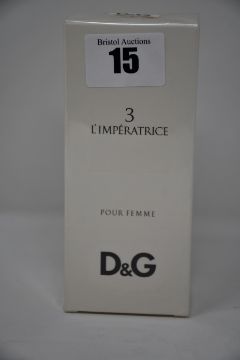 Bristol Auctions
15
3
L'IMPÉRATRICE
POUR FEMME
D&G